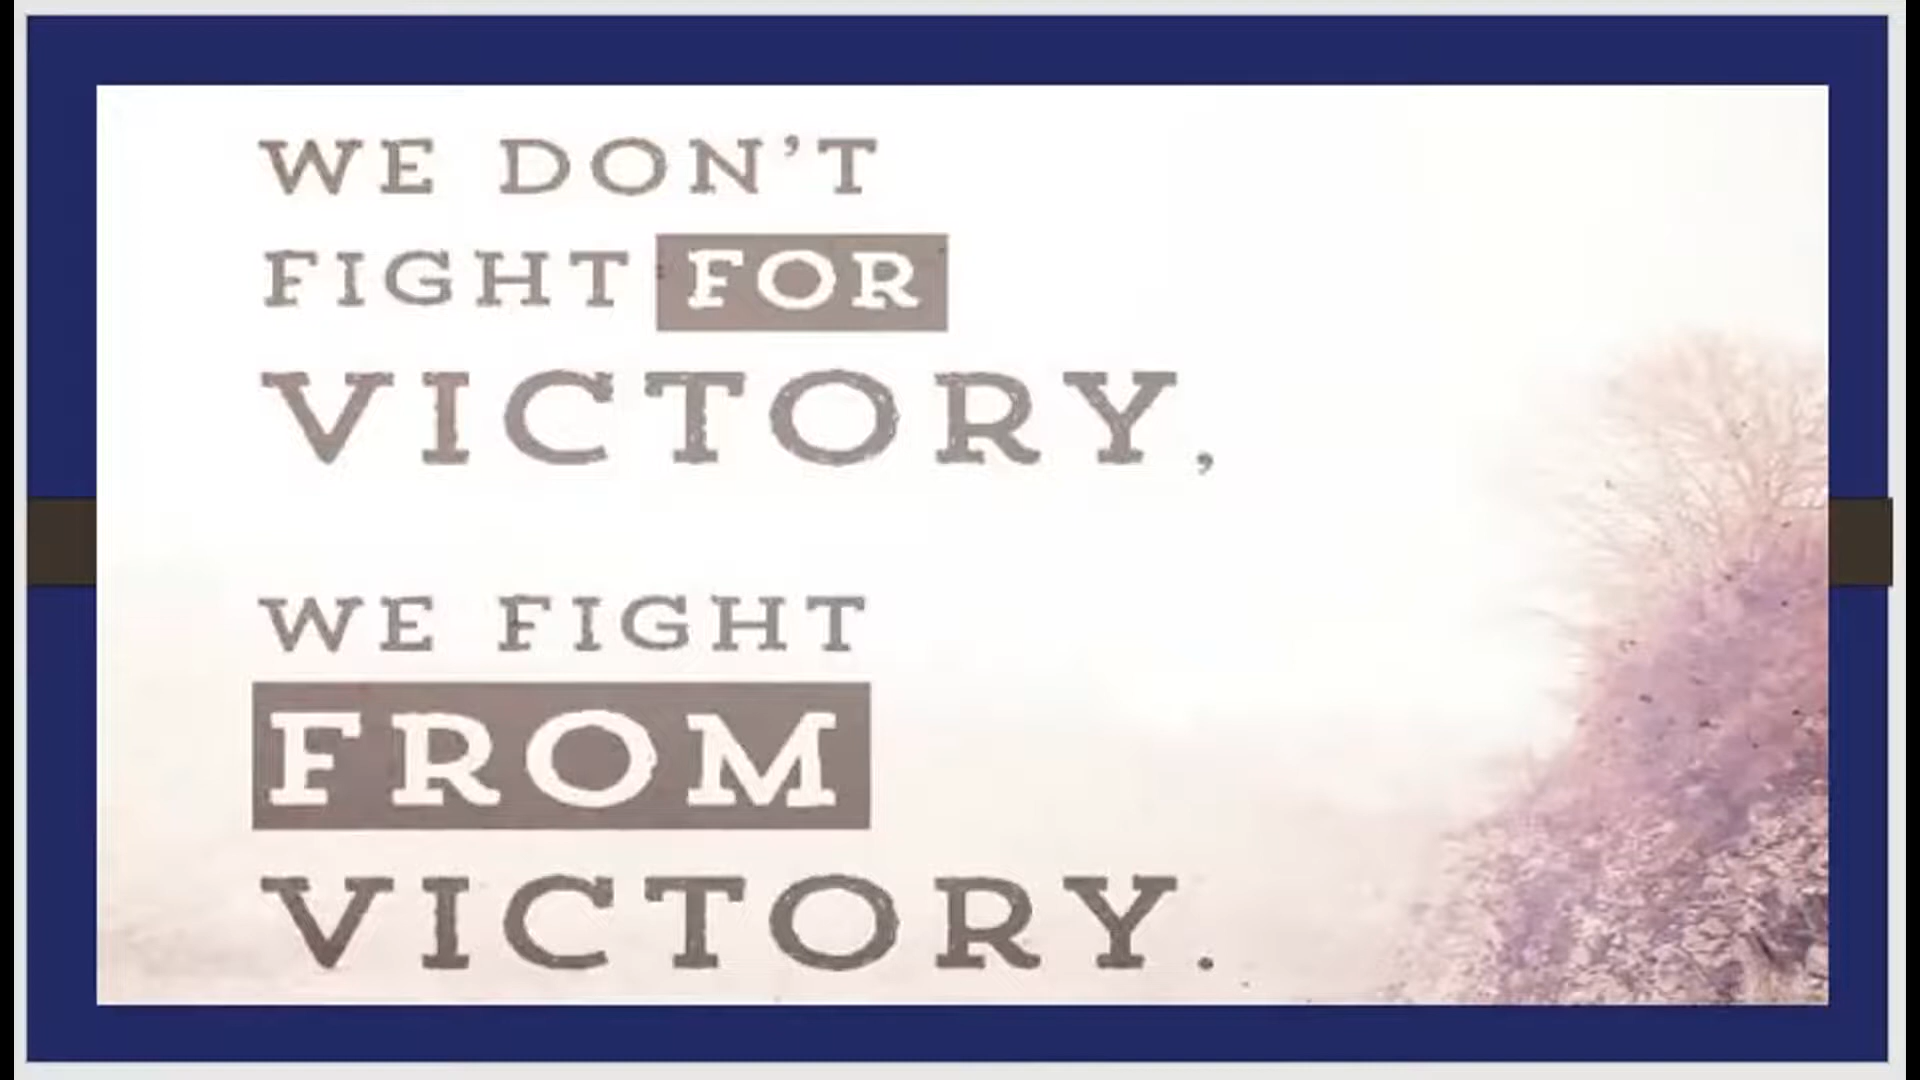 WE DON'T
FIGHT FOR
VICTORY,
WE FIGHT
FROM
VICTORY.